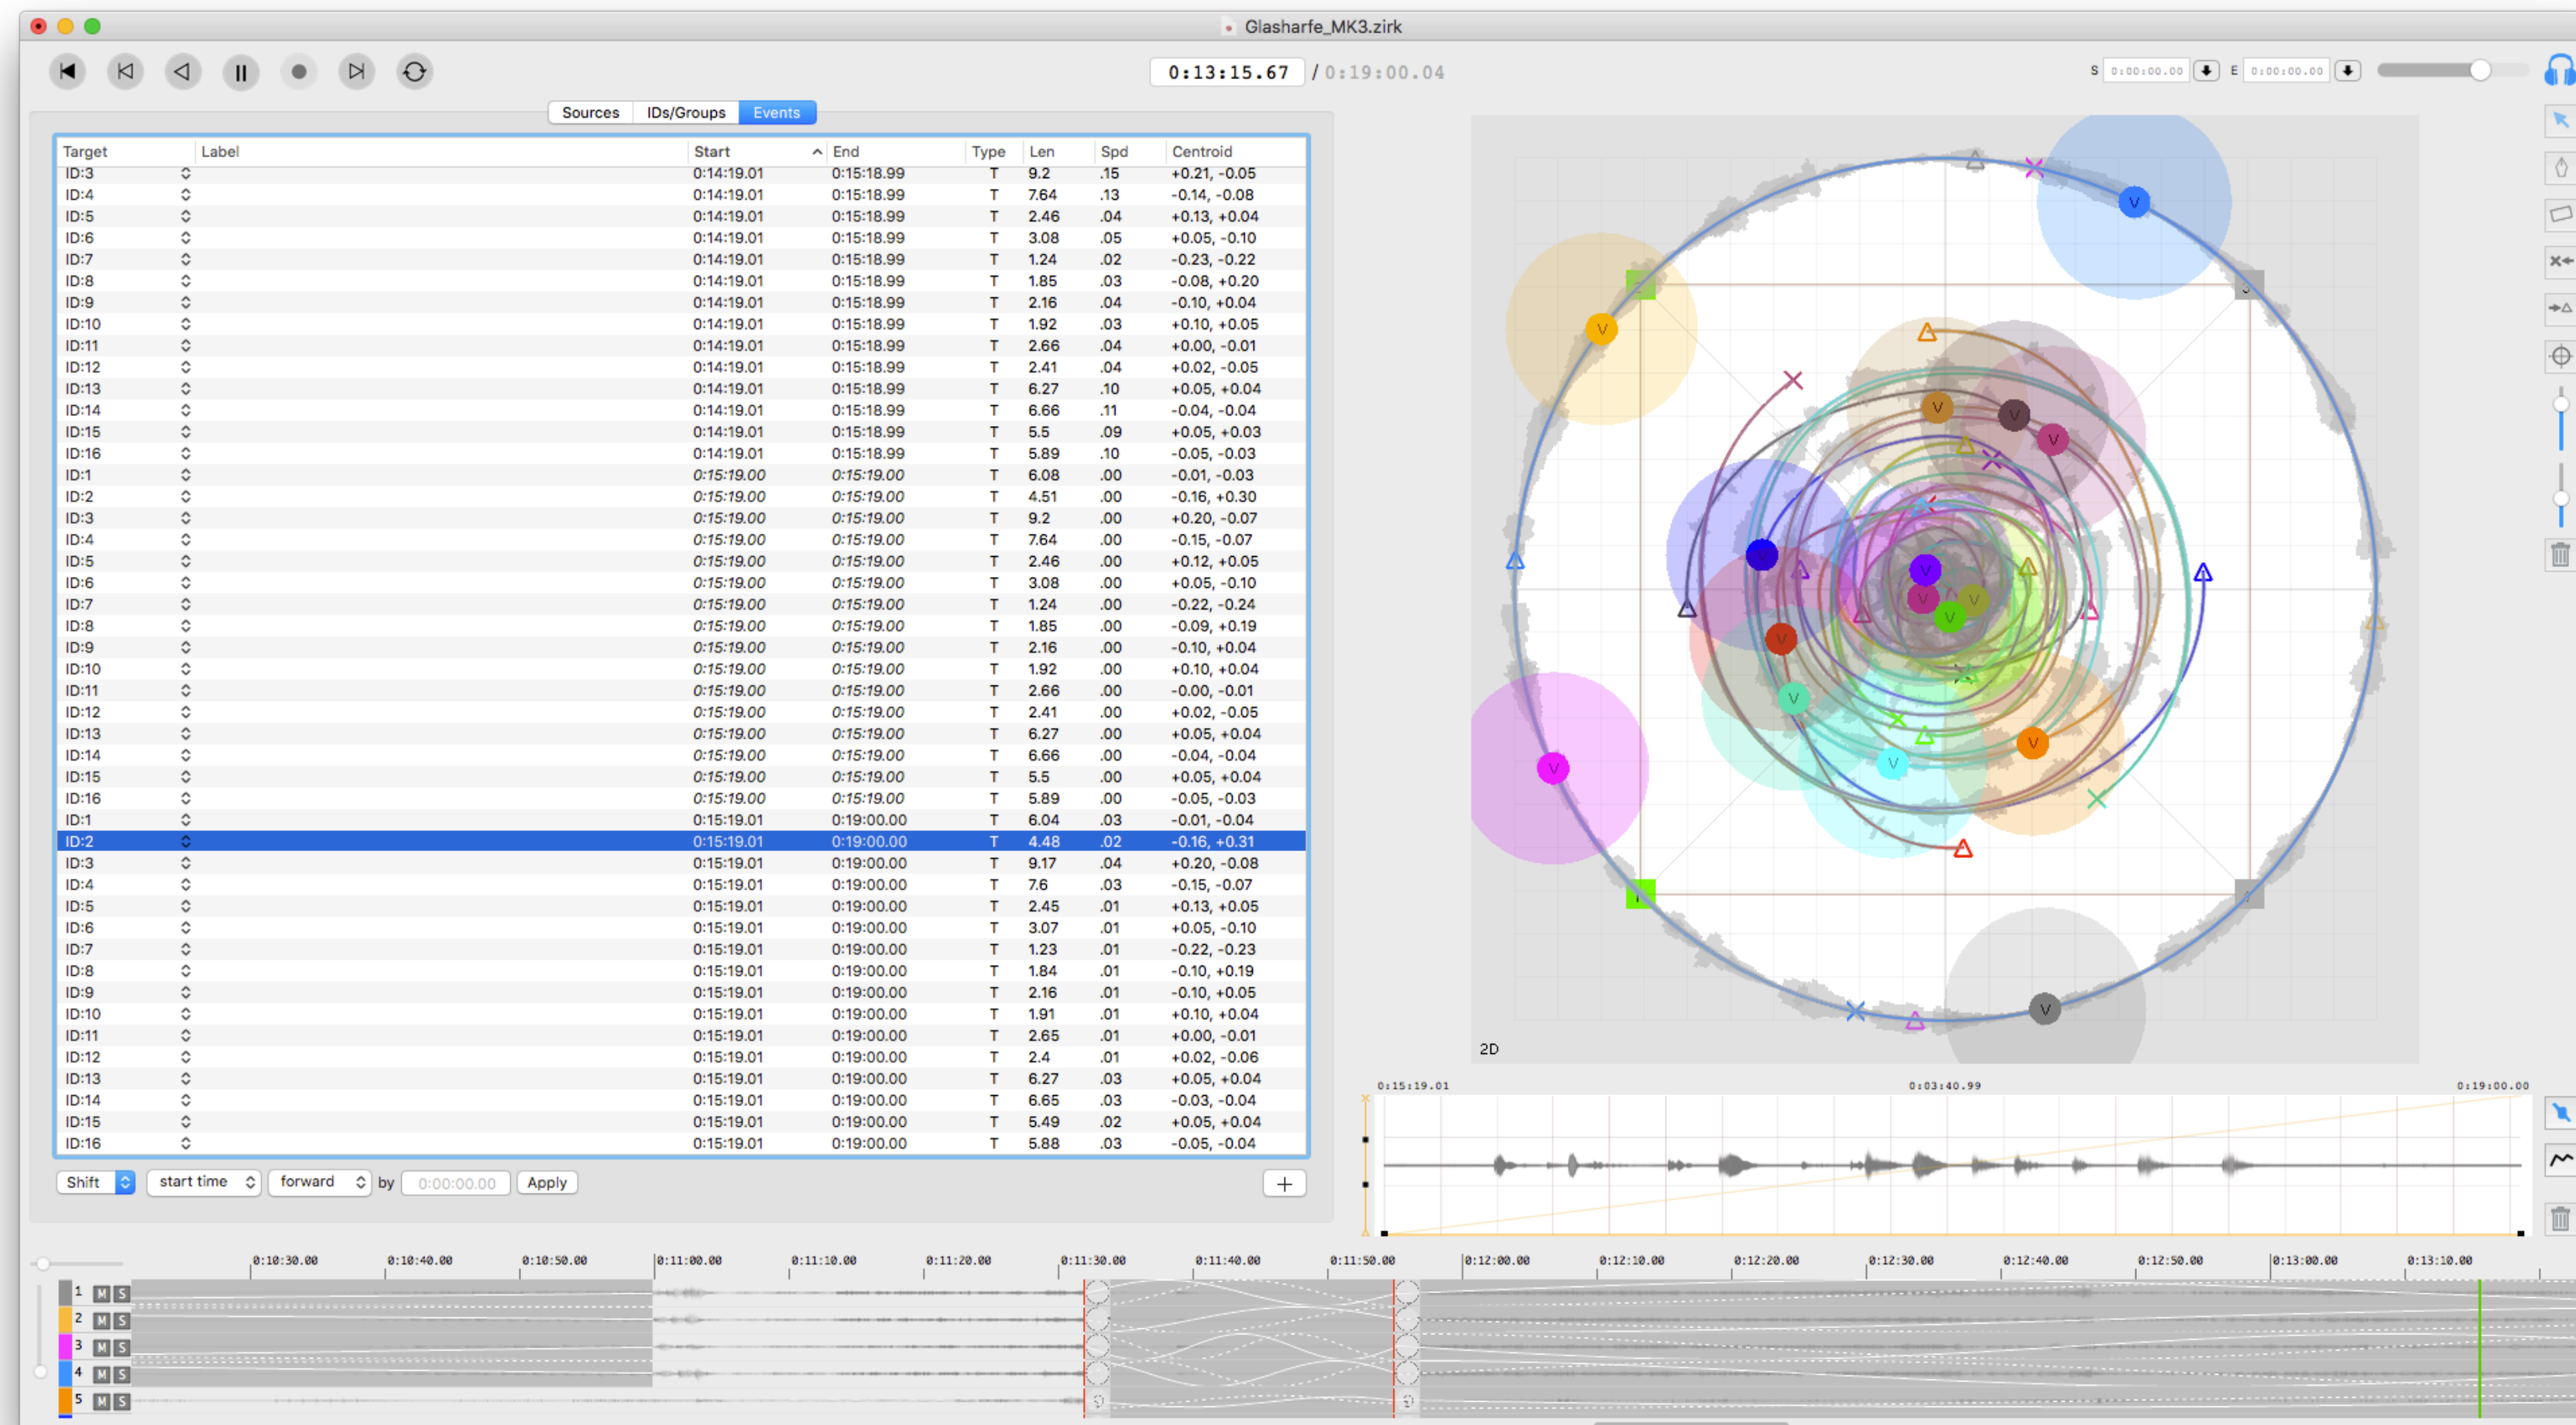 Glasharfe_MK3.zirk
0:13:15.67 / 0:19:00.04
S 0:00:00.00 E 0:00:00.00
Sources IDs/Groups Events
Target Label Start End Type Len Spd Centroid
ID:3 0:14:19.01 0:15:18.99 T 9.2 .15 +0.21, -0.05
ID:4 0:14:19.01 0:15:18.99 T 7.64 .13 -0.14, -0.08
ID:5 0:14:19.01 0:15:18.99 T 2.46 .04 +0.13, +0.04
ID:6 0:14:19.01 0:15:18.99 T 3.08 .05 +0.05, -0.10
ID:7 0:14:19.01 0:15:18.99 T 1.24 .02 -0.23, -0.22
ID:8 0:14:19.01 0:15:18.99 T 1.85 .03 -0.08, +0.20
ID:9 0:14:19.01 0:15:18.99 T 2.16 .04 -0.10, +0.04
ID:10 0:14:19.01 0:15:18.99 T 1.92 .03 +0.10, +0.05
ID:11 0:14:19.01 0:15:18.99 T 2.66 .04 +0.00, -0.01
ID:12 0:14:19.01 0:15:18.99 T 2.41 .04 +0.02, -0.05
ID:13 0:14:19.01 0:15:18.99 T 6.27 .10 +0.05, +0.04
ID:14 0:14:19.01 0:15:18.99 T 6.66 .11 -0.04, -0.04
ID:15 0:14:19.01 0:15:18.99 T 5.5 .09 +0.05, +0.03
ID:16 0:14:19.01 0:15:18.99 T 5.89 .10 -0.05, -0.03
ID:1 0:15:19.00 0:15:19.00 T 6.08 .00 -0.01, -0.03
ID:2 0:15:19.00 0:15:19.00 T 4.51 .00 -0.16, +0.30
ID:3 0:15:19.00 0:15:19.00 T 9.2 .00 +0.20, -0.07
ID:4 0:15:19.00 0:15:19.00 T 7.64 .00 -0.15, -0.07
ID:5 0:15:19.00 0:15:19.00 T 2.46 .00 +0.12, +0.05
ID:6 0:15:19.00 0:15:19.00 T 3.08 .00 +0.05, -0.10
ID:7 0:15:19.00 0:15:19.00 T 1.24 .00 -0.22, -0.24
ID:8 0:15:19.00 0:15:19.00 T 1.85 .00 -0.09, +0.19
ID:9 0:15:19.00 0:15:19.00 T 2.16 .00 -0.10, +0.04
ID:10 0:15:19.00 0:15:19.00 T 1.92 .00 +0.10, +0.04
ID:11 0:15:19.00 0:15:19.00 T 2.66 .00 -0.00, -0.01
ID:12 0:15:19.00 0:15:19.00 T 2.41 .00 +0.02, -0.05
ID:13 0:15:19.00 0:15:19.00 T 6.27 .00 +0.05, +0.04
ID:14 0:15:19.00 0:15:19.00 T 6.66 .00 -0.04, -0.04
ID:15 0:15:19.00 0:15:19.00 T 5.5 .00 +0.05, +0.04
ID:16 0:15:19.00 0:15:19.00 T 5.89 .00 -0.05, -0.03
ID:1 0:15:19.01 0:19:00.00 T 6.04 .03 -0.01, -0.04
ID:2 0:15:19.01 0:19:00.00 T 4.48 .02 -0.16, +0.31
ID:3 0:15:19.01 0:19:00.00 T 9.17 .04 +0.20, -0.08
ID:4 0:15:19.01 0:19:00.00 T 7.6 .03 -0.15, -0.07
ID:5 0:15:19.01 0:19:00.00 T 2.45 .01 +0.13, +0.05
ID:6 0:15:19.01 0:19:00.00 T 3.07 .01 +0.05, -0.10
ID:7 0:15:19.01 0:19:00.00 T 1.23 .01 -0.22, -0.23
ID:8 0:15:19.01 0:19:00.00 T 1.84 .01 -0.10, +0.19
ID:9 0:15:19.01 0:19:00.00 T 2.16 .01 -0.10, +0.05
ID:10 0:15:19.01 0:19:00.00 T 1.91 .01 +0.10, +0.04
ID:11 0:15:19.01 0:19:00.00 T 2.65 .01 +0.00, -0.01
ID:12 0:15:19.01 0:19:00.00 T 2.4 .01 +0.02, -0.06
ID:13 0:15:19.01 0:19:00.00 T 6.27 .03 +0.05, +0.04
ID:14 0:15:19.01 0:19:00.00 T 6.65 .03 -0.03, -0.04
ID:15 0:15:19.01 0:19:00.00 T 5.49 .02 +0.05, +0.04
ID:16 0:15:19.01 0:19:00.00 T 5.88 .03 -0.05, -0.04
Shift start time forward by 0:00:00.00 Apply +
2D
0:15:19.01 0:03:40.99 0:19:00.00
0:10:30.00 0:10:40.00 0:10:50.00 0:11:00.00 0:11:10.00 0:11:20.00 0:11:30.00 0:11:40.00 0:11:50.00 0:12:00.00 0:12:10.00 0:12:20.00 0:12:30.00 0:12:40.00 0:12:50.00 0:13:00.00 0:13:10.00
1 M S
2 M S
3 M S
4 M S
5 M S